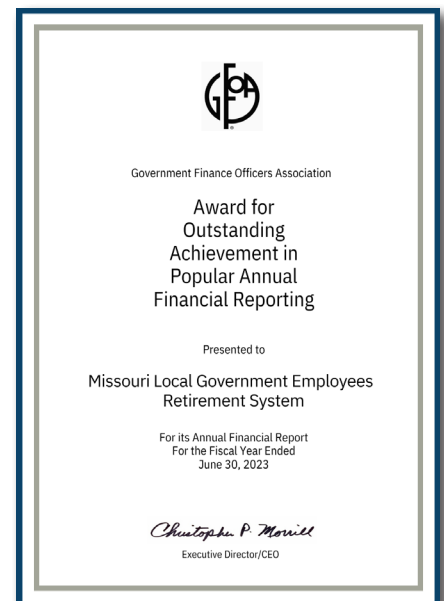 GFOA
Government Finance Officers Association
Award for
Outstanding
Achievement in
Popular Annual
Financial Reporting
Presented to
Missouri Local Government Employees
Retirement System
For its Annual Financial Report
For the Fiscal Year Ended
June 30, 2023
Christopher P. Morrill
Executive Director/CEO